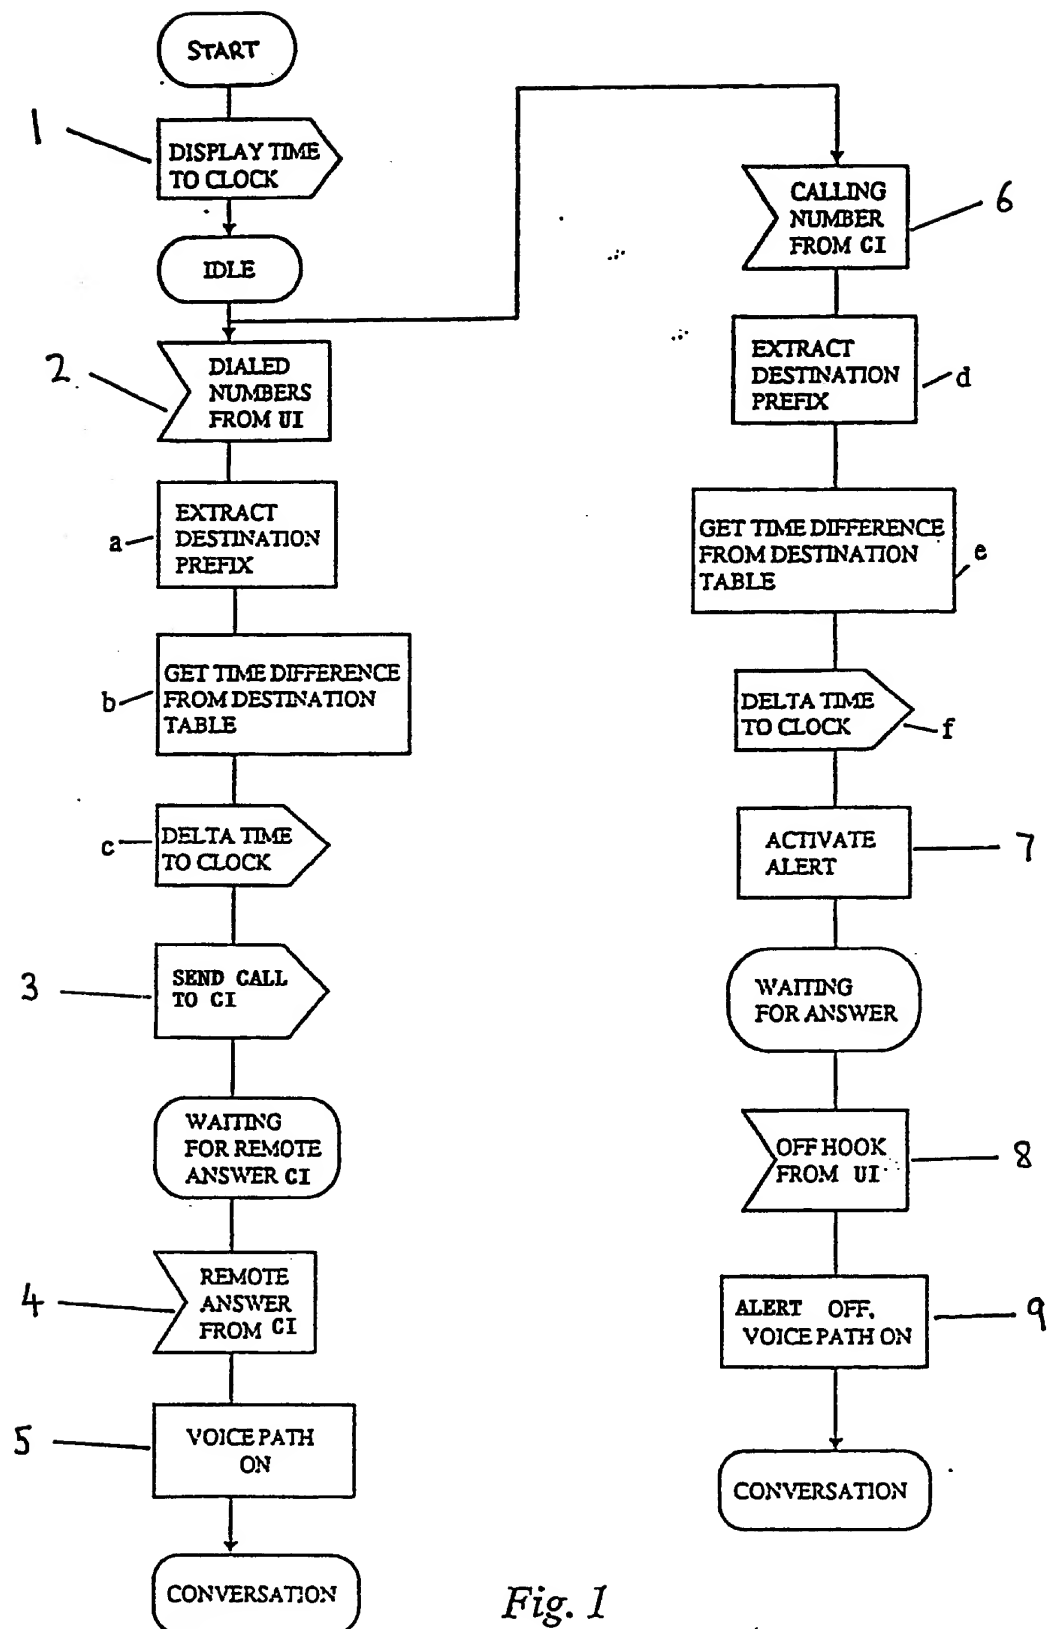 START
1
DISPLAY TIME
TO CLOCK
IDLE
2
DIALED
NUMBERS
FROM UI
a
EXTRACT
DESTINATION
PREFIX
b
GET TIME DIFFERENCE
FROM DESTINATION
TABLE
c
DELTA TIME
TO CLOCK
3
SEND CALL
TO CI
WAITING
FOR REMOTE
ANSWER CI
4
REMOTE
ANSWER
FROM CI
5
VOICE PATH
ON
CONVERSATION
CALLING
NUMBER
FROM CI
6
EXTRACT
DESTINATION
PREFIX
d
GET TIME DIFFERENCE
FROM DESTINATION
TABLE
e
DELTA TIME
TO CLOCK
f
ACTIVATE
ALERT
7
WAITING
FOR ANSWER
OFF HOOK
FROM UI
8
ALERT OFF,
VOICE PATH ON
9
CONVERSATION
Fig. 1